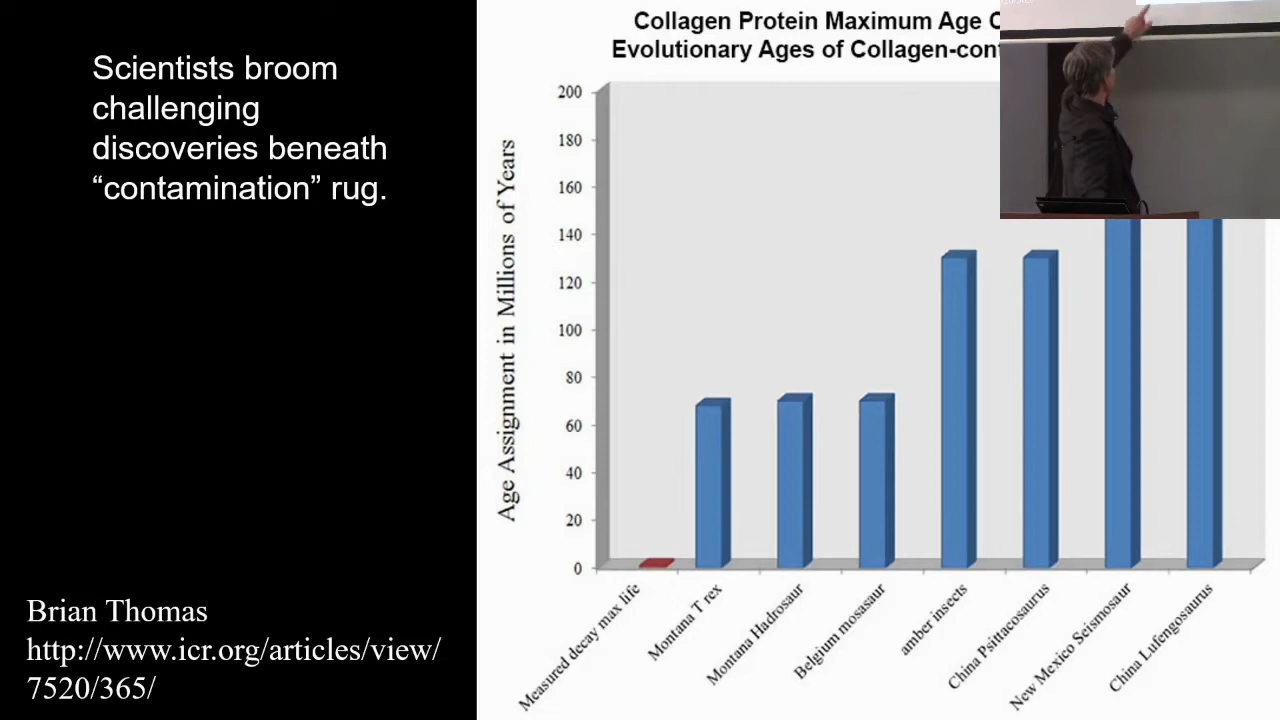 Scientists broom
challenging
discoveries beneath
“contamination” rug.
Brian Thomas
http://www.icr.org/articles/view/
7520/365/
Collagen Protein Maximum Age
Evolutionary Ages of
Age Assignment in Millions of Years
200
180
160
140
120
100
80
60
40
20
0
Measured decay max life
Montana T rex
Montana Hadrosaur
Belgium mosasaur
amber insects
China Psittacosaurus
New Mexico Seismosaur
China Lufengosaurus